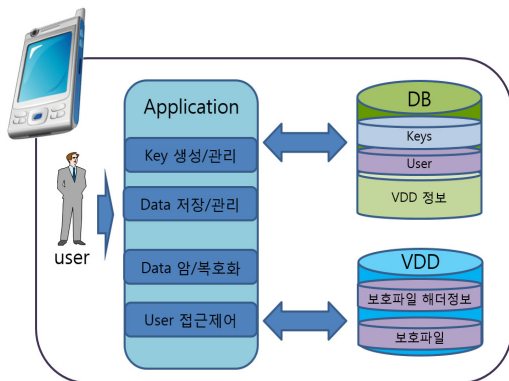 Application
Key 생성/관리
Data 저장/관리
Data 암/복호화
User 접근제어
user
DB
Keys
User
VDD 정보
VDD
보호파일 해더정보
보호파일